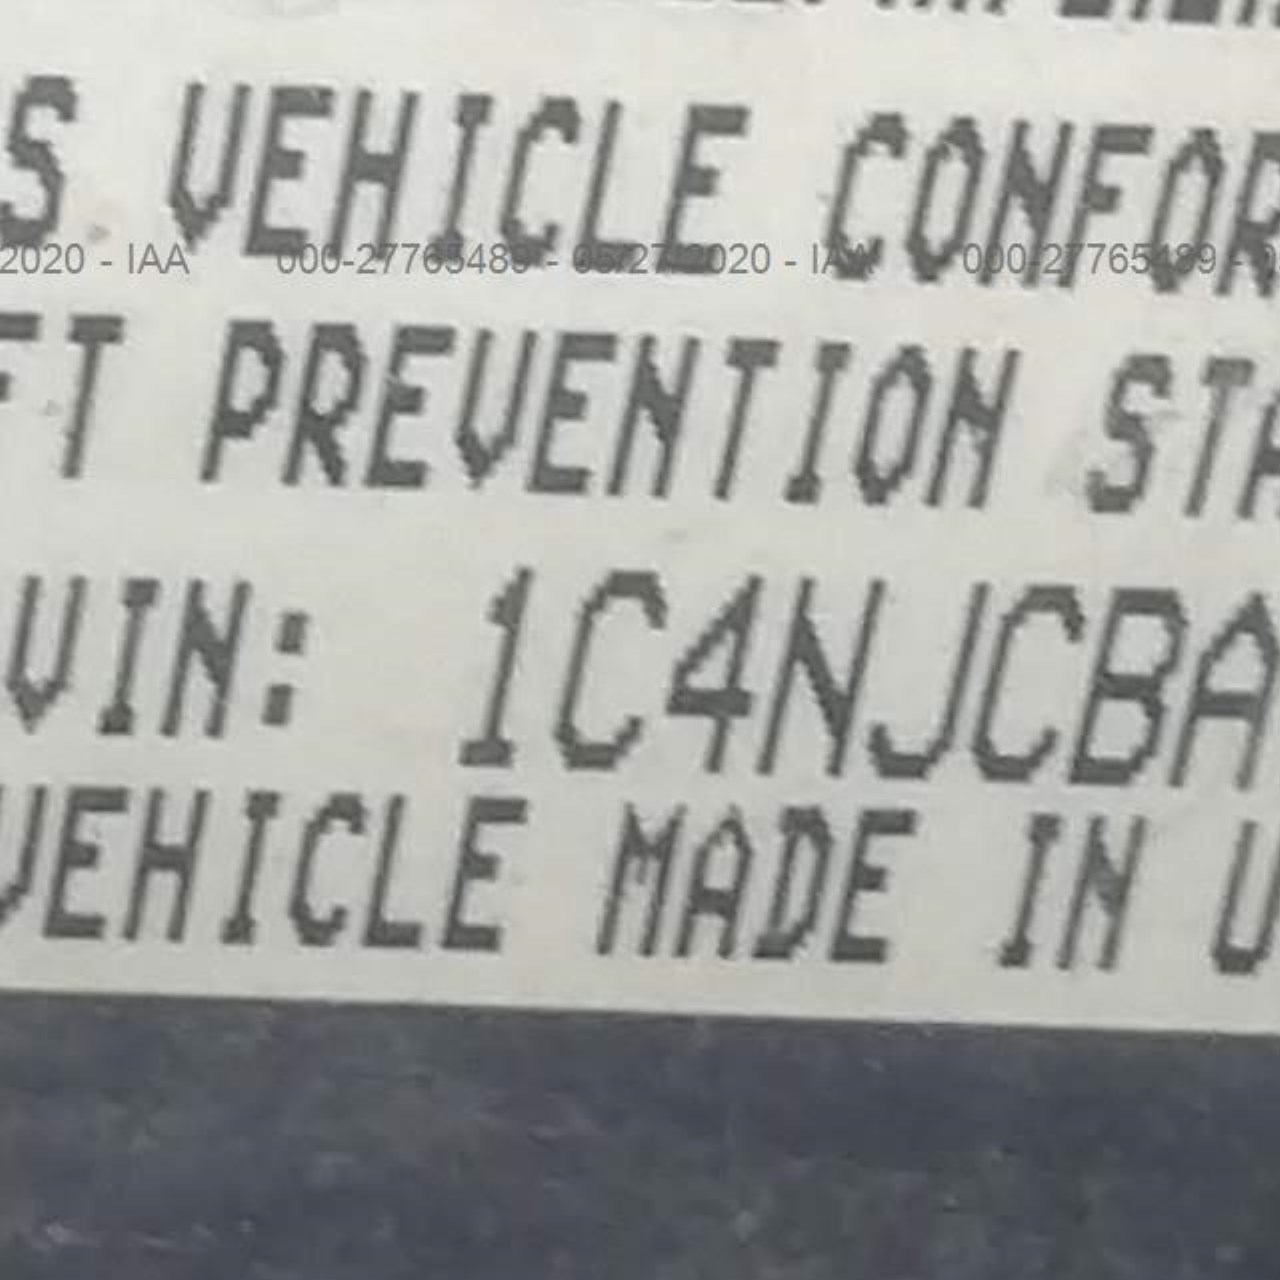 S VEHICLE CONFOR
2020 - IAA 000-27765489 - 05/27/2020 - IAA 000-27765489 - 0
FT PREVENTION STA
VIN: 1C4NJCBA
VEHICLE MADE IN U